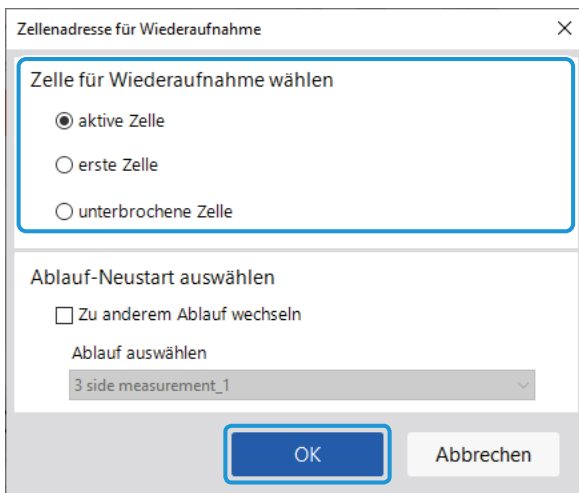 Zellenadresse für Wiederaufnahme
Zelle für Wiederaufnahme wählen
aktive Zelle
erste Zelle
unterbrochene Zelle
Ablauf-Neustart auswählen
Zu anderem Ablauf wechseln
Ablauf auswählen
3 side measurement_1
OK
Abbrechen